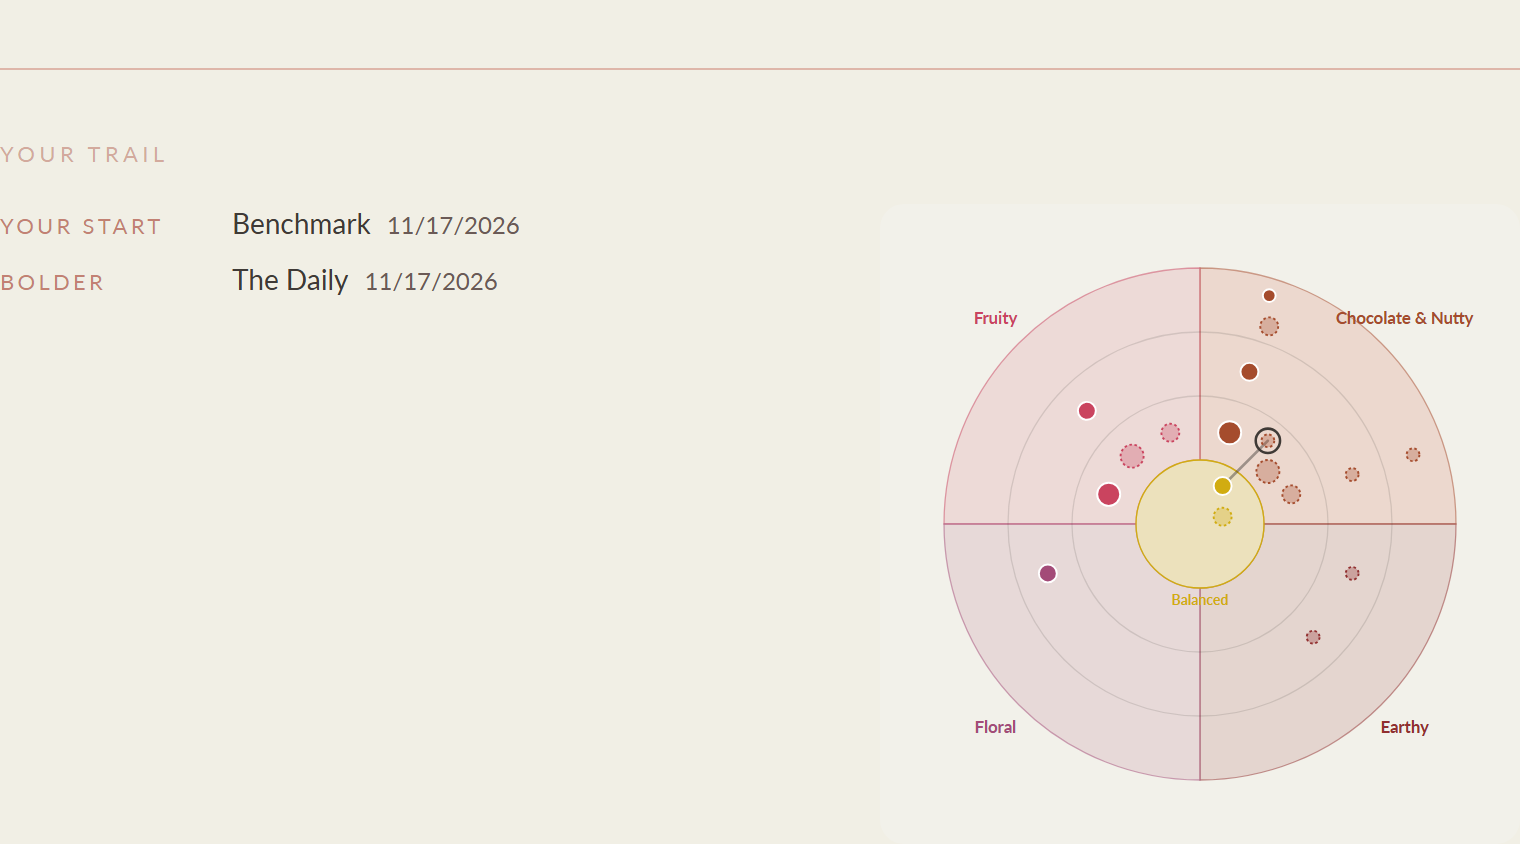 YOUR TRAIL
YOUR START Benchmark 11/17/2026
BOLDER The Daily 11/17/2026
Fruity
Chocolate & Nutty
Balanced
Floral
Earthy